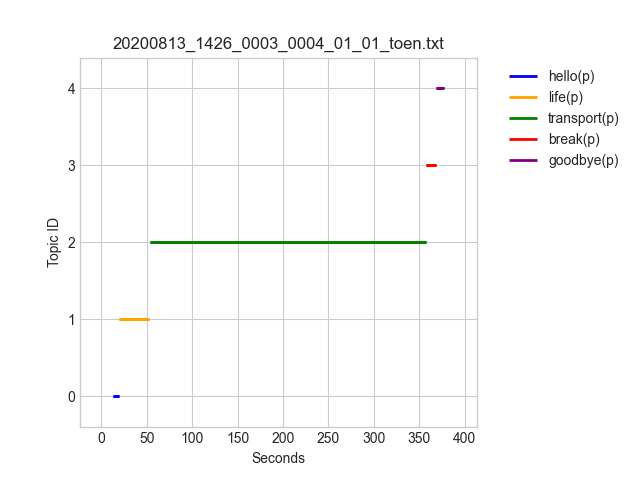 20200813_1426_0003_0004_01_01_toen.txt
hello(p)
life(p)
transport(p)
break(p)
goodbye(p)
Topic ID
4
3
2
1
0
0 50 100 150 200 250 300 350 400
Seconds